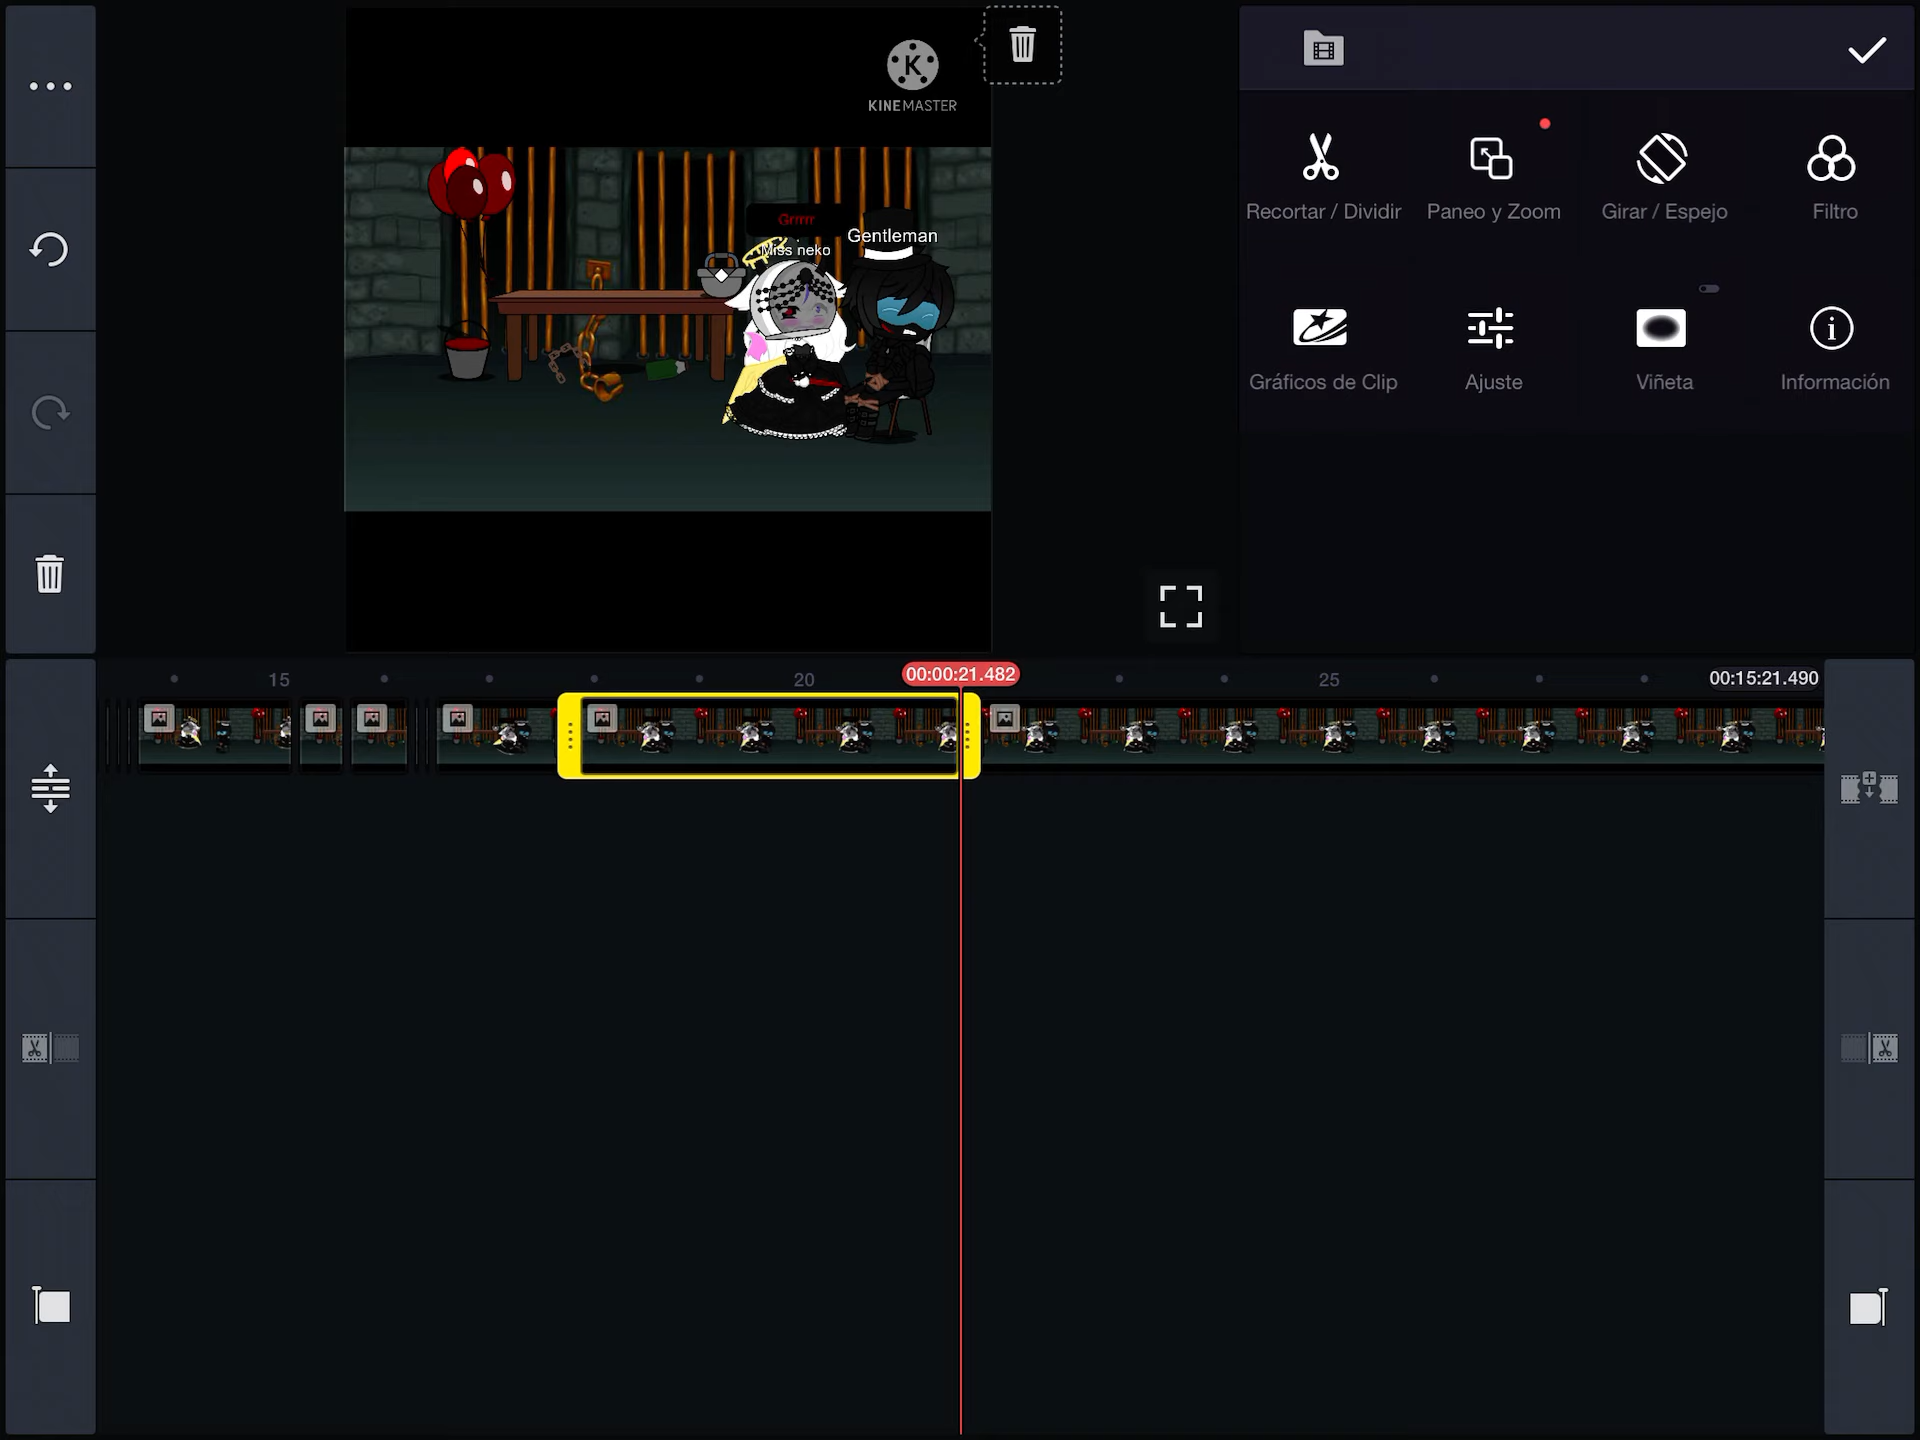 KINEMASTER
Grrrrr
Miss neko
Gentleman
Recortar / Dividir
Paneo y Zoom
Girar / Espejo
Filtro
Gráficos de Clip
Ajuste
Viñeta
Información
15
20
00:00:21.482
25
00:15:21.490